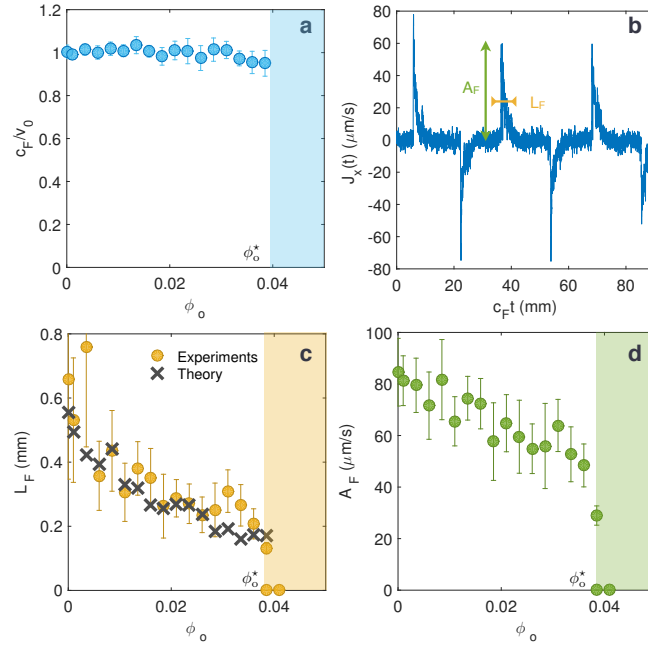 a
c_F/v_0
1.2
1
0.8
0.6
0.4
0.2
0
0
0.02
0.04
ϕ_o^⋆
ϕ_o
b
J_x(t) (μm/s)
80
60
40
20
0
-20
-40
-60
-80
A_F
L_F
0
20
40
60
80
c_Ft (mm)
c
L_F (mm)
0.8
0.6
0.4
0.2
0
Experiments
Theory
0
0.02
0.04
ϕ_o^⋆
ϕ_o
d
A_F (μm/s)
100
80
60
40
20
0
0
0.02
0.04
ϕ_o^⋆
ϕ_o